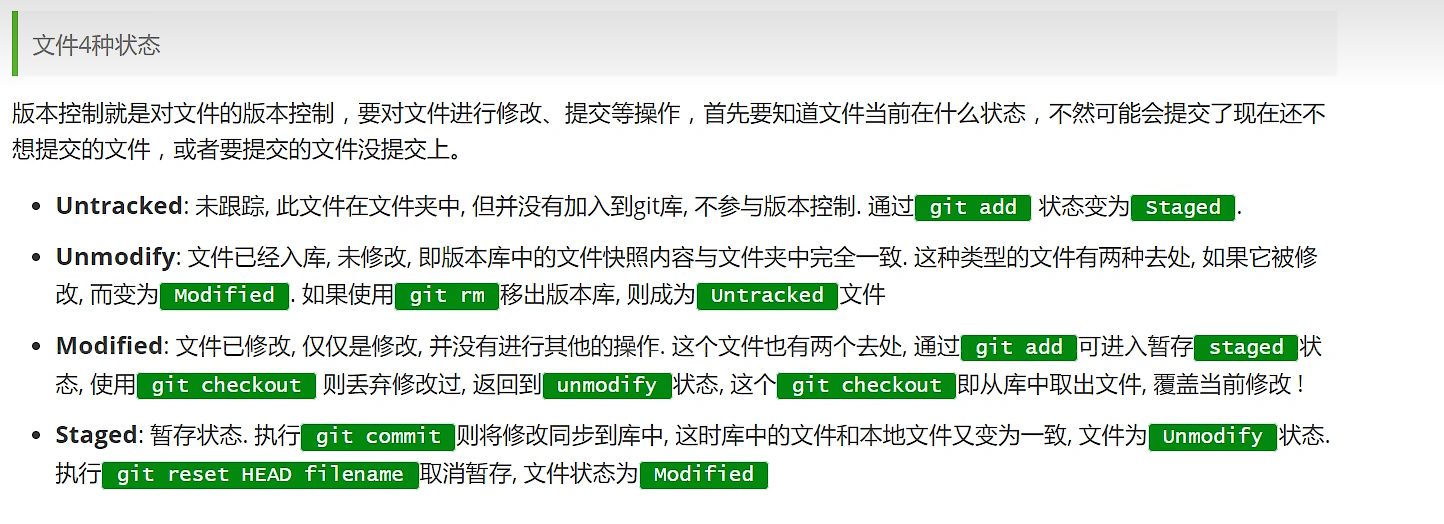 文件4种状态
版本控制就是对文件的版本控制，要对文件进行修改、提交等操作，首先要知道文件当前在什么状态，不然可能会提交了现在还不
想提交的文件，或者要提交的文件没提交上。
• Untracked: 未跟踪, 此文件在文件夹中, 但并没有加入到git库, 不参与版本控制. 通过 git add 状态变为 Staged .
• Unmodify: 文件已经入库, 未修改, 即版本库中的文件快照内容与文件夹中完全一致. 这种类型的文件有两种去处, 如果它被修
改, 而变为 Modified . 如果使用 git rm 移出版本库, 则成为 Untracked 文件
• Modified: 文件已修改, 仅仅是修改, 并没有进行其他的操作. 这个文件也有两个去处, 通过 git add 可进入暂存 staged 状
态, 使用 git checkout 则丢弃修改过, 返回到 unmodify 状态, 这个 git checkout 即从库中取出文件, 覆盖当前修改 !
• Staged: 暂存状态. 执行 git commit 则将修改同步到库中, 这时库中的文件和本地文件又变为一致, 文件为 Unmodify 状态.
执行 git reset HEAD filename 取消暂存, 文件状态为 Modified